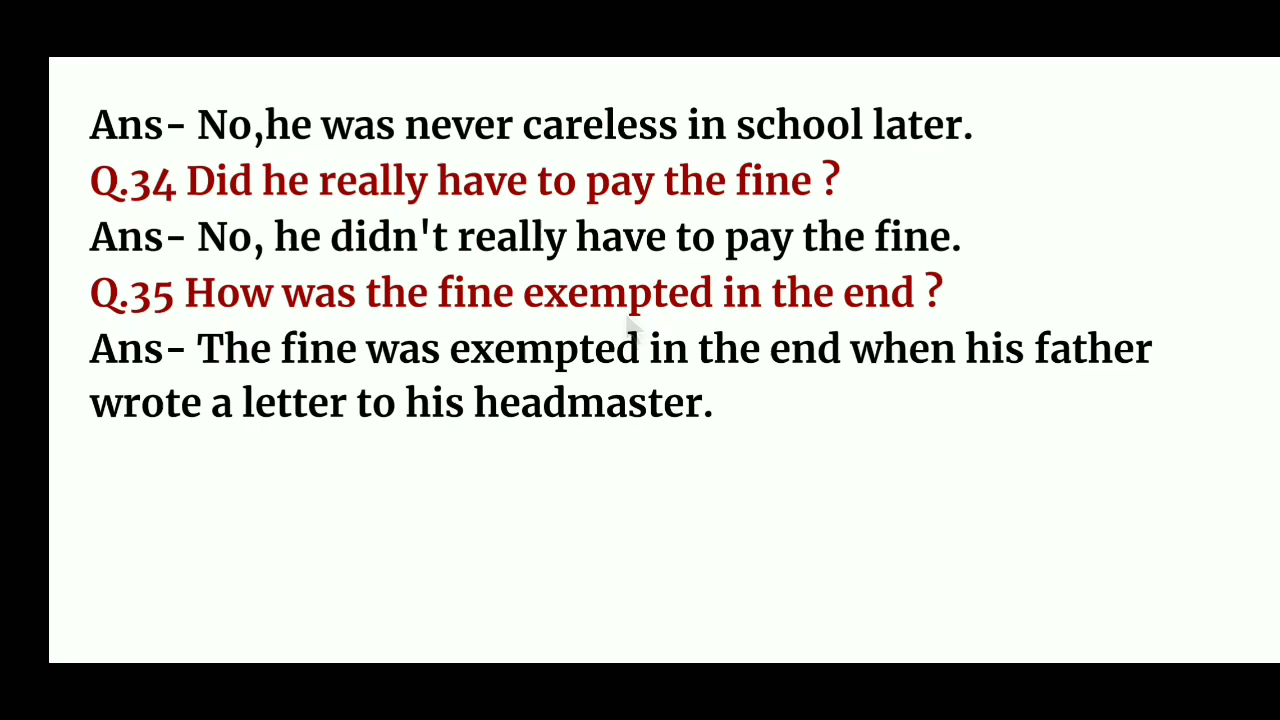 Ans- No,he was never careless in school later.
Q.34 Did he really have to pay the fine ?
Ans- No, he didn't really have to pay the fine.
Q.35 How was the fine exempted in the end ?
Ans- The fine was exempted in the end when his father
wrote a letter to his headmaster.